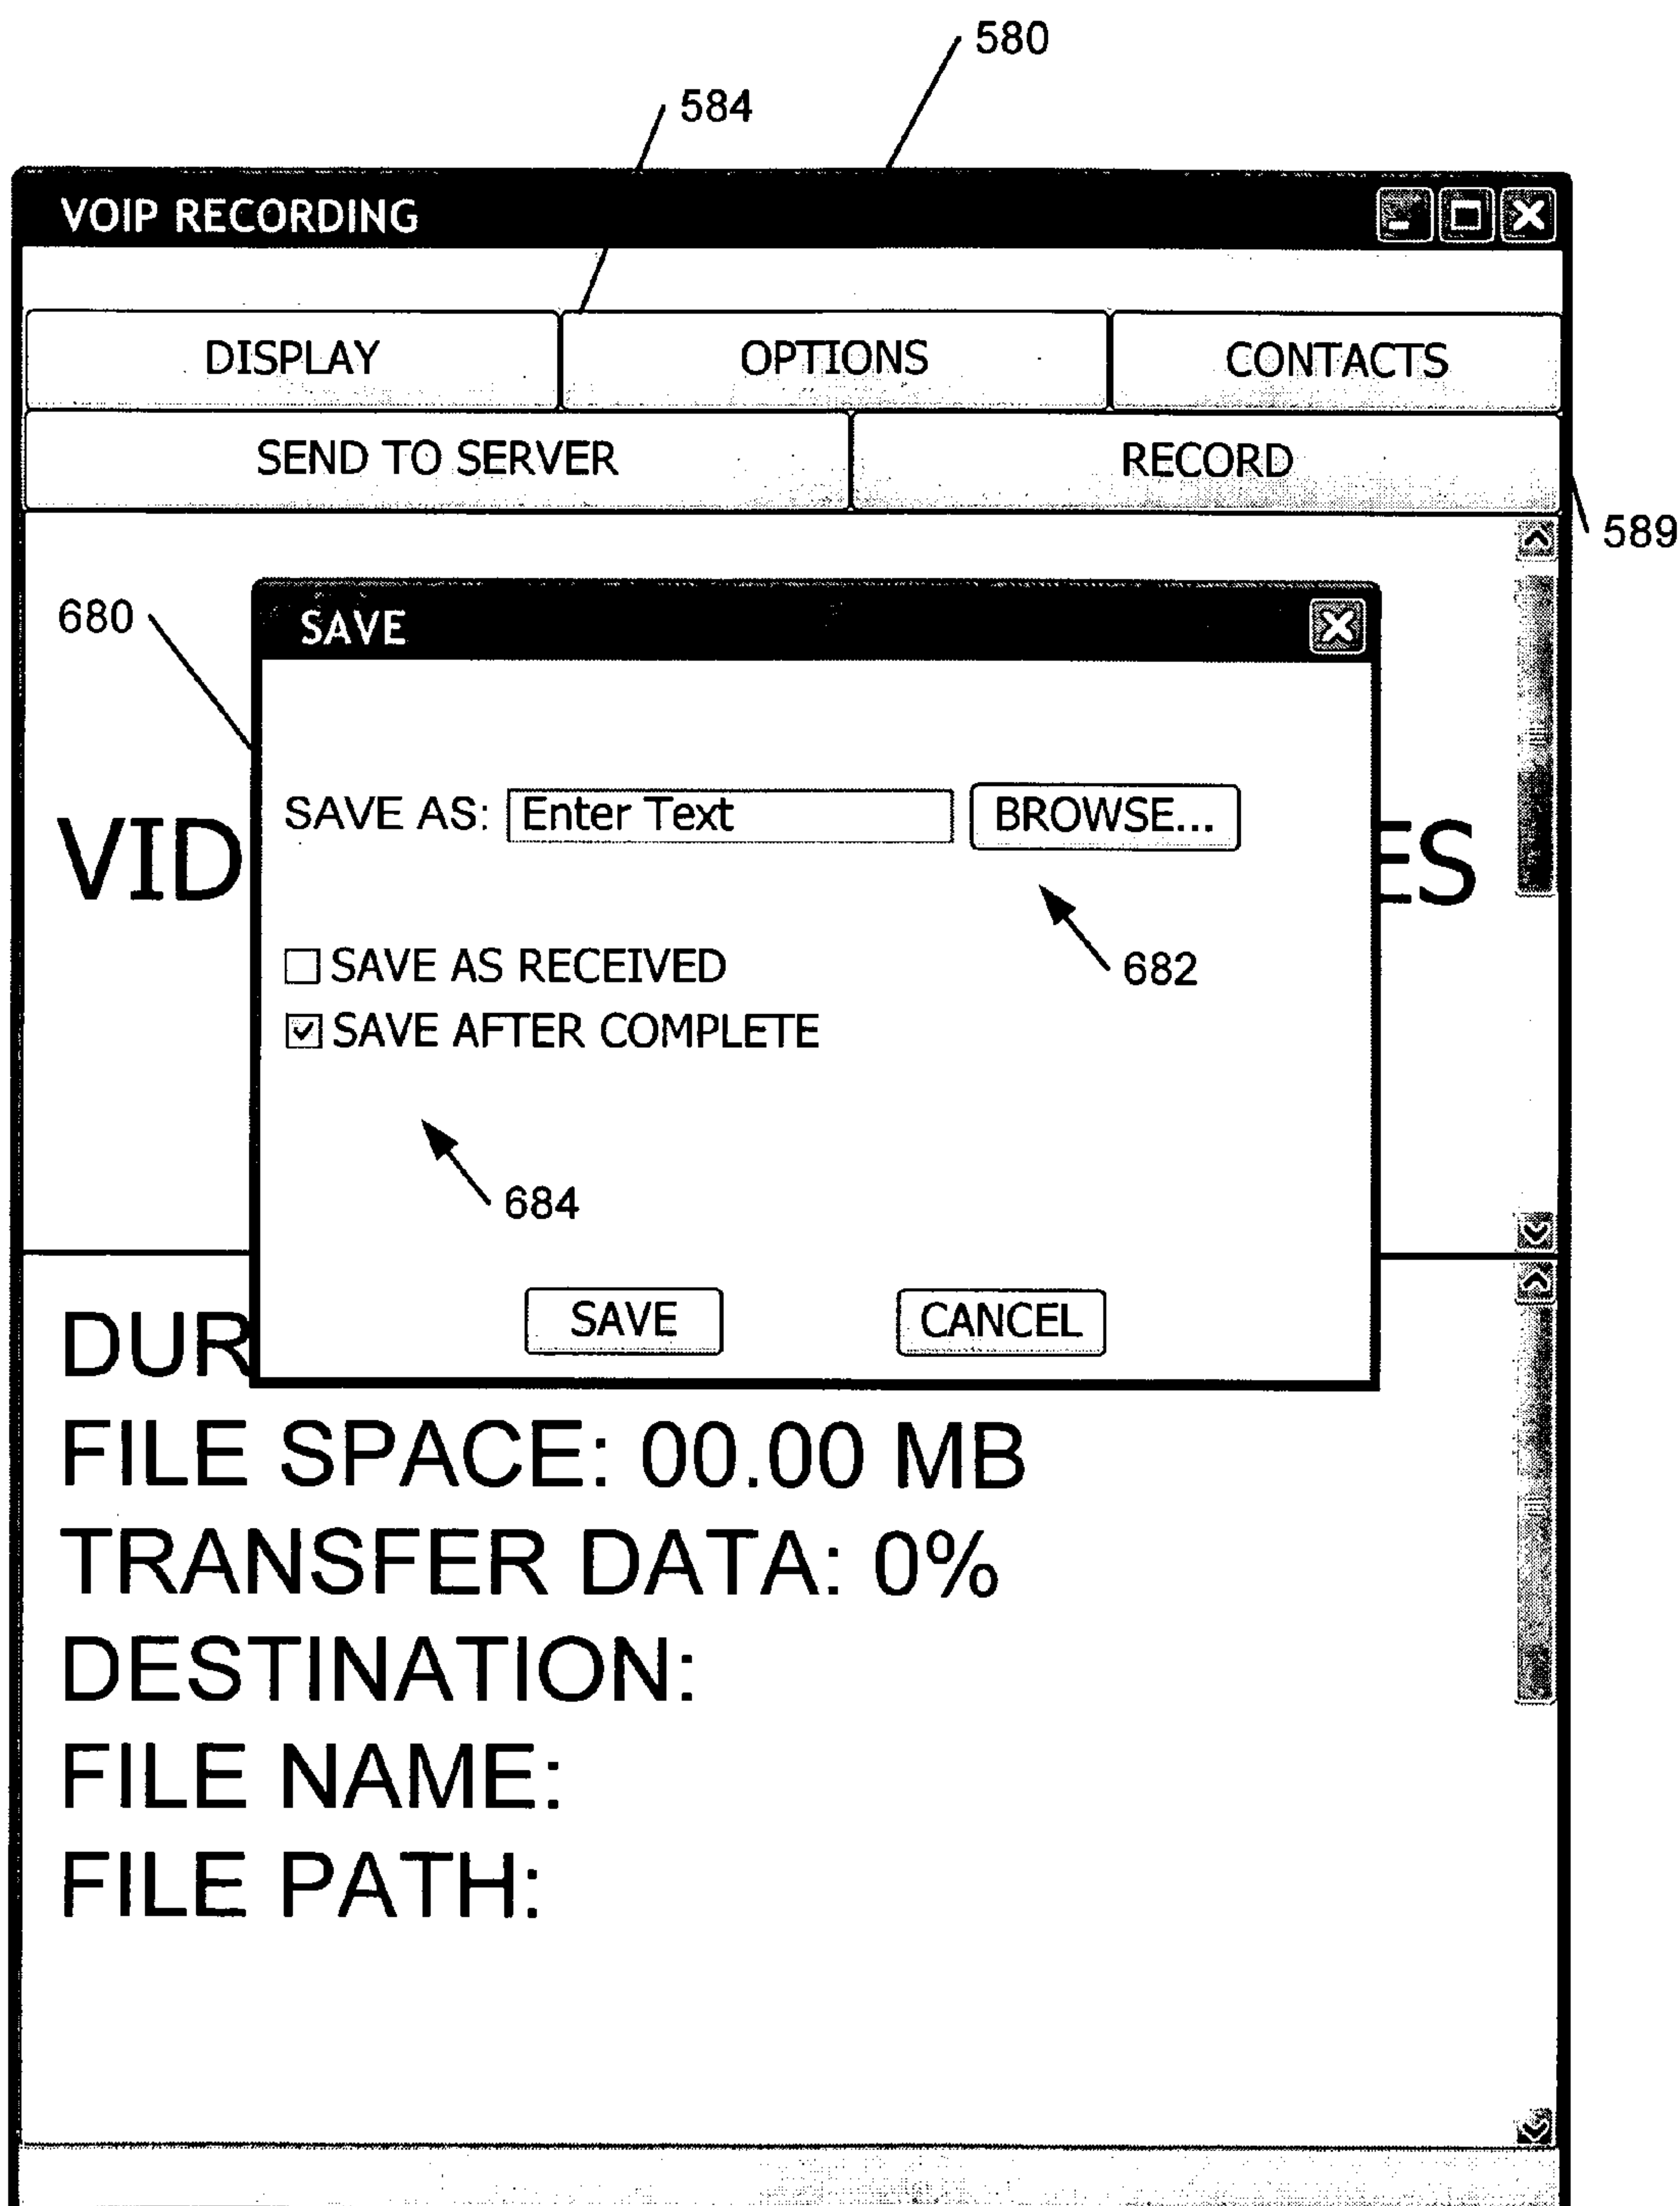 580
584
VOIP RECORDING
DISPLAY OPTIONS CONTACTS
SEND TO SERVER RECORD
589
680
SAVE
SAVE AS: Enter Text BROWSE...
VID ES
682
SAVE AS RECEIVED
SAVE AFTER COMPLETE
684
SAVE CANCEL
DUR
FILE SPACE: 00.00 MB
TRANSFER DATA: 0%
DESTINATION:
FILE NAME:
FILE PATH: